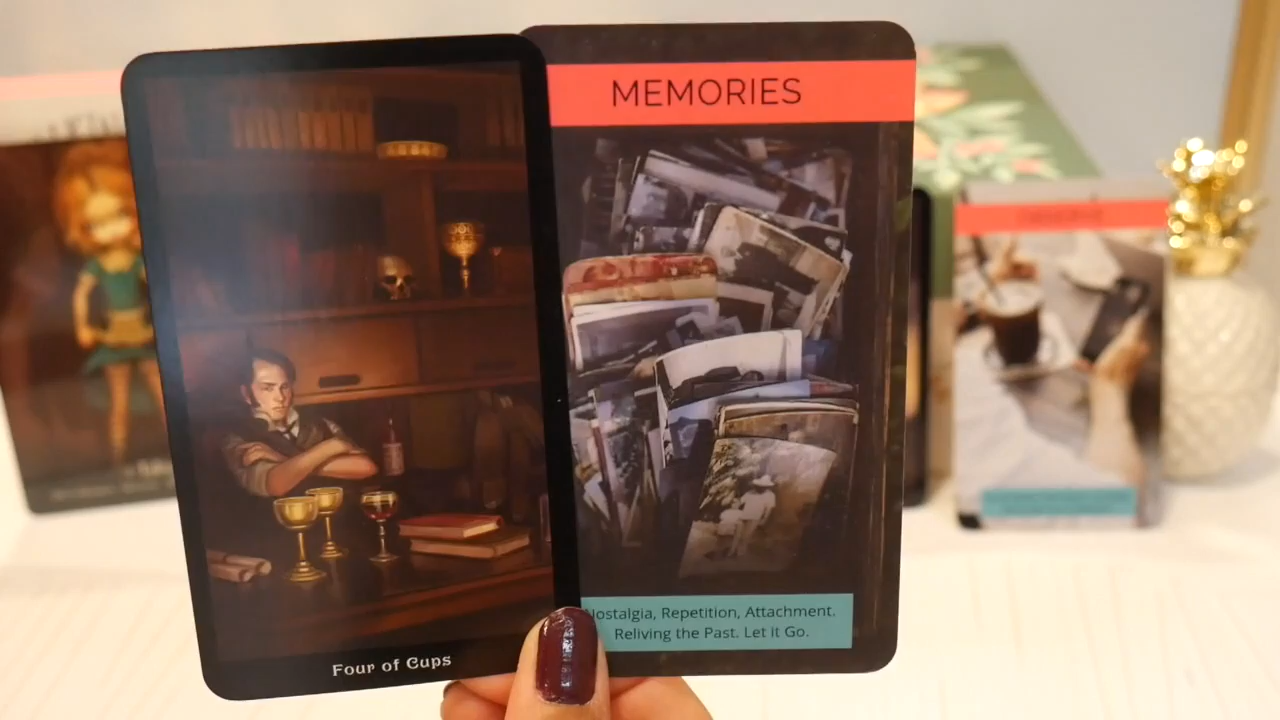 Four of Cups
MEMORIES
Nostalgia, Repetition, Attachment.
Reliving the Past. Let it Go.